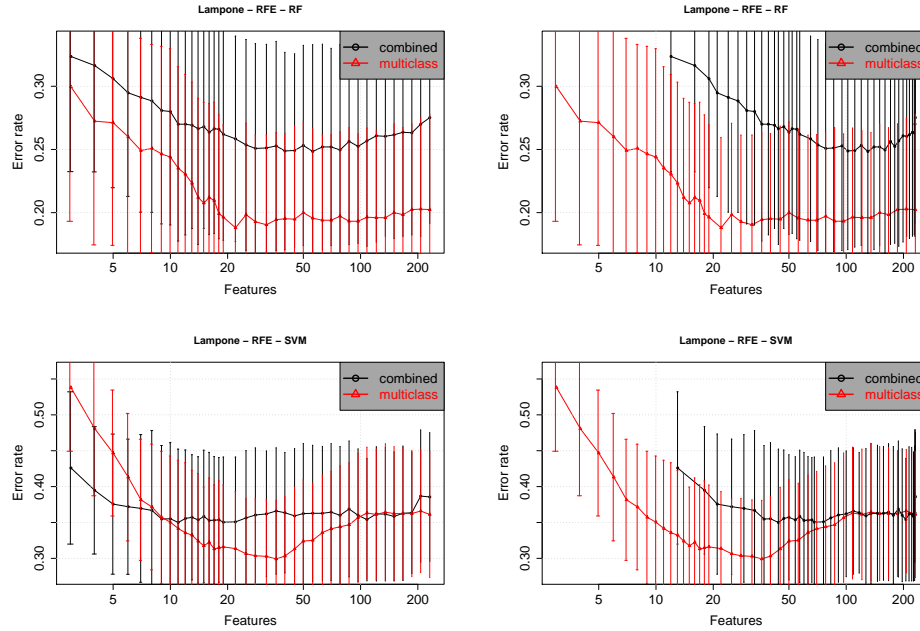 Lampone − RFE − RF
combined
multiclass
Error rate
0.20
0.25
0.30
5
10
20
50
100
200
Features
Lampone − RFE − RF
combined
multiclass
Error rate
0.20
0.25
0.30
5
10
20
50
100
200
Features
Lampone − RFE − SVM
combined
multiclass
Error rate
0.30
0.40
0.50
5
10
20
50
100
200
Features
Lampone − RFE − SVM
combined
multiclass
Error rate
0.30
0.40
0.50
5
10
20
50
100
200
Features